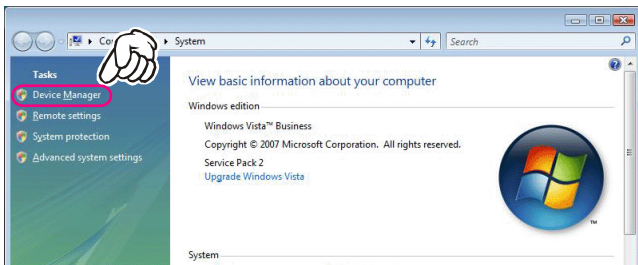 Co
System
Search
Tasks
Device Manager
Remote settings
System protection
Advanced system settings
View basic information about your computer
Windows edition
Windows Vista™ Business
Copyright © 2007 Microsoft Corporation. All rights reserved.
Service Pack 2
Upgrade Windows Vista
TM
System